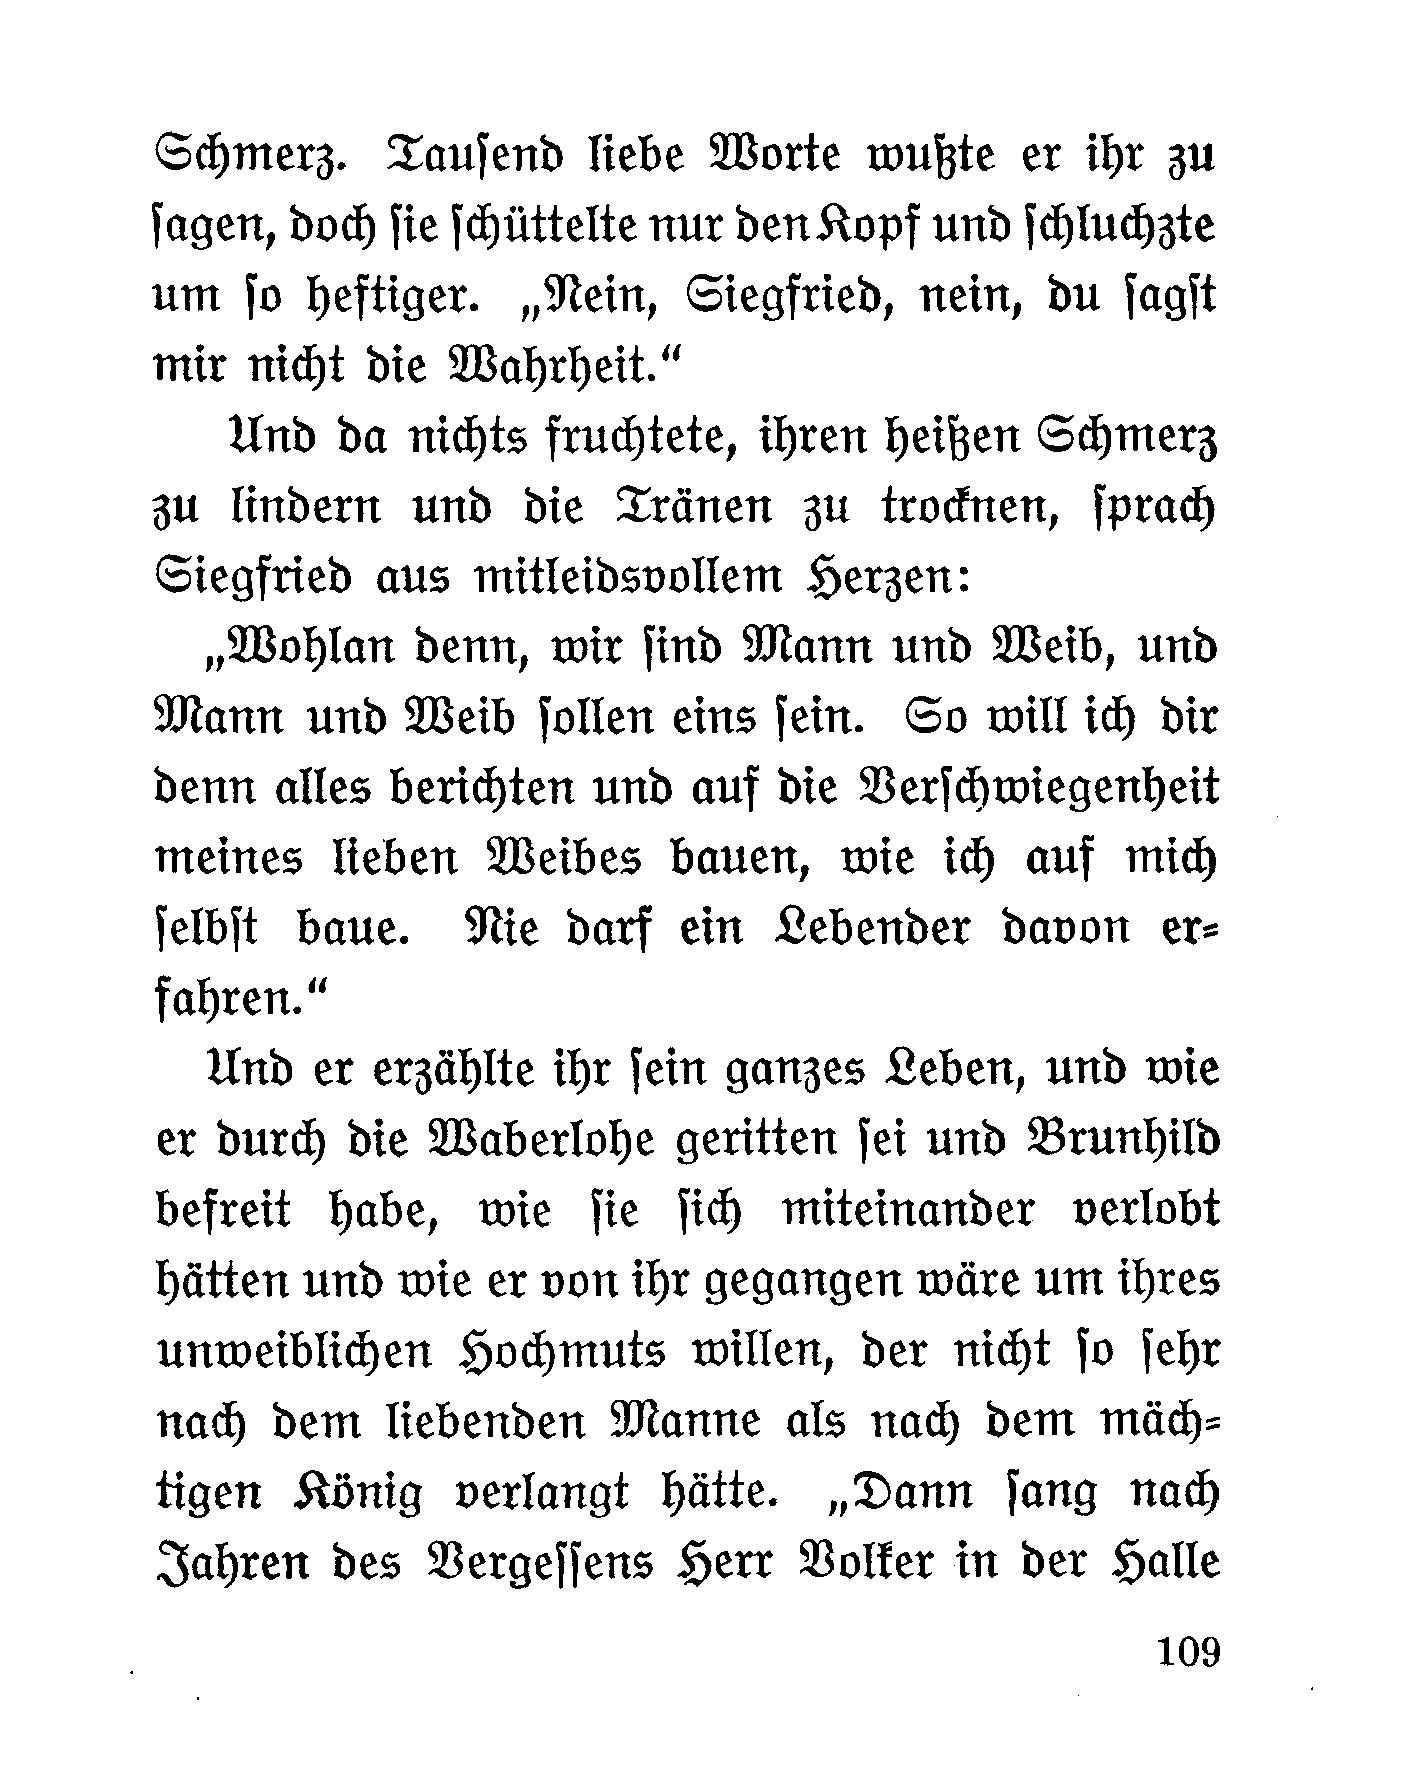 Schmerz. Tauſend liebe Worte wußte er ihr zu
ſagen, doch ſie ſchüttelte nur den Kopf und ſchluchzte
um ſo heftiger. „Nein, Siegfried, nein, du ſagſt
mir nicht die Wahrheit.“
Und da nichts fruchtete, ihren heißen Schmerz
zu lindern und die Tränen zu trocknen, ſprach
Siegfried aus mitleidsvollem Herzen:
„Wohlan denn, wir ſind Mann und Weib, und
Mann und Weib ſollen eins ſein. So will ich dir
denn alles berichten und auf die Verſchwiegenheit
meines lieben Weibes bauen, wie ich auf mich
ſelbſt baue. Nie darf ein Lebender davon er⸗
fahren.“
Und er erzählte ihr ſein ganzes Leben, und wie
er durch die Waberlohe geritten ſei und Brunhild
befreit habe, wie ſie ſich miteinander verlobt
hätten und wie er von ihr gegangen wäre um ihres
unweiblichen Hochmuts willen, der nicht ſo ſehr
nach dem liebenden Manne als nach dem mäch⸗
tigen König verlangt hätte. „Dann ſang nach
Jahren des Vergeſſens Herr Volker in der Halle
109